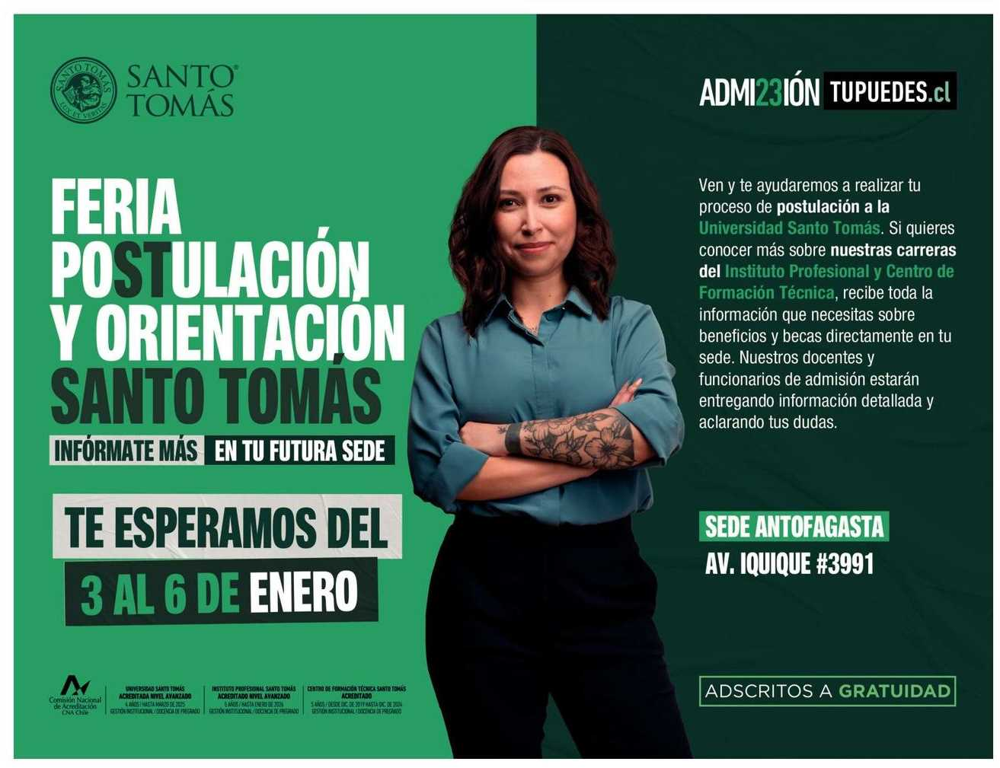 SANTO TOMÁS
LUX ET VERITAS
SANTO®
TOMÁS
FERIA
POSTULACIÓN
Y ORIENTACIÓN
SANTO TOMÁS
INFÓRMATE MÁS EN TU FUTURA SEDE
TE ESPERAMOS DEL
3 AL 6 DE ENERO
Comisión Nacional
de Acreditación
CNA Chile
UNIVERSIDAD SANTO TOMÁS
ACREDITADA NIVEL AVANZADO
4 AÑOS / HASTA MARZO DE 2025
GESTIÓN INSTITUCIONAL / DOCENCIA DE PREGRADO
INSTITUTO PROFESIONAL SANTO TOMÁS
ACREDITADO NIVEL AVANZADO
5 AÑOS / HASTA ENERO DE 2026
GESTIÓN INSTITUCIONAL / DOCENCIA DE PREGRADO
CENTRO DE FORMACIÓN TÉCNICA SANTO TOMÁS
ACREDITADO
5 AÑOS / DESDE DIC. DE 2019 HASTA DIC. DE 2024
GESTIÓN INSTITUCIONAL / DOCENCIA DE PREGRADO
ADMI23IÓN TUPUEDES.cl
Ven y te ayudaremos a realizar tu
proceso de postulación a la
Universidad Santo Tomás. Si quieres
conocer más sobre nuestras carreras
del Instituto Profesional y Centro de
Formación Técnica, recibe toda la
información que necesitas sobre
beneficios y becas directamente en tu
sede. Nuestros docentes y
funcionarios de admisión estarán
entregando información detallada y
aclarando tus dudas.
SEDE ANTOFAGASTA
AV. IQUIQUE #3991
ADSCRITOS A GRATUIDAD